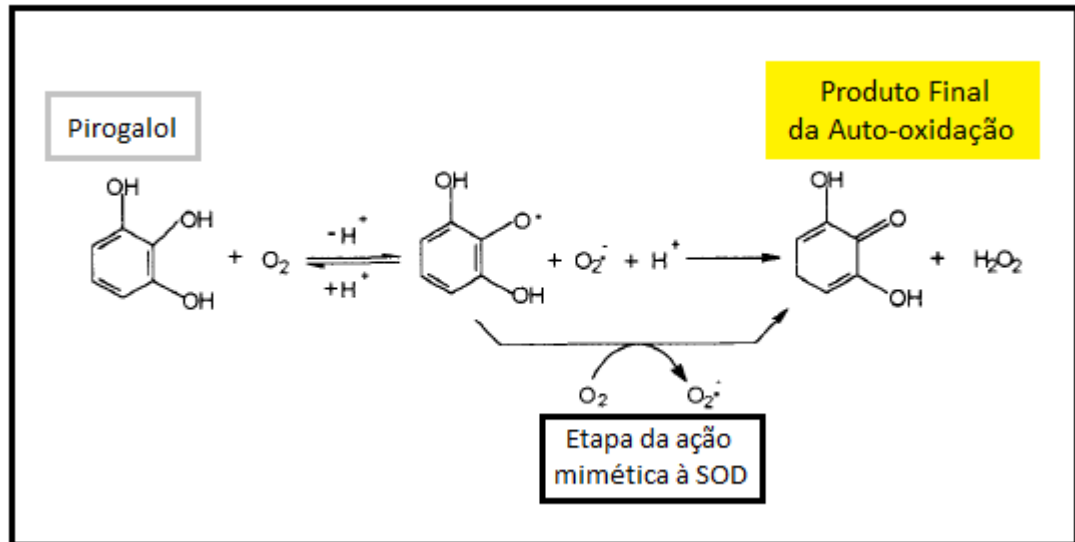 Pirogalol
Produto Final
da Auto-oxidação
OH
OH
OH
+ O₂
-H⁺
+H⁺
OH
O•
OH
+ O₂•⁻ + H⁺
OH
O
OH
+ H₂O₂
O₂
O₂•⁻
Etapa da ação
mimética à SOD